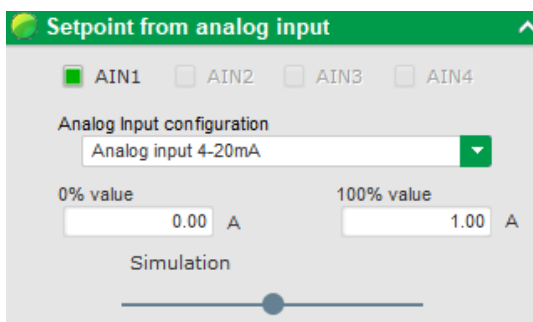 Setpoint from analog input
AIN1 AIN2 AIN3 AIN4
Analog Input configuration
Analog input 4-20mA
0% value 100% value
0.00 A 1.00 A
Simulation